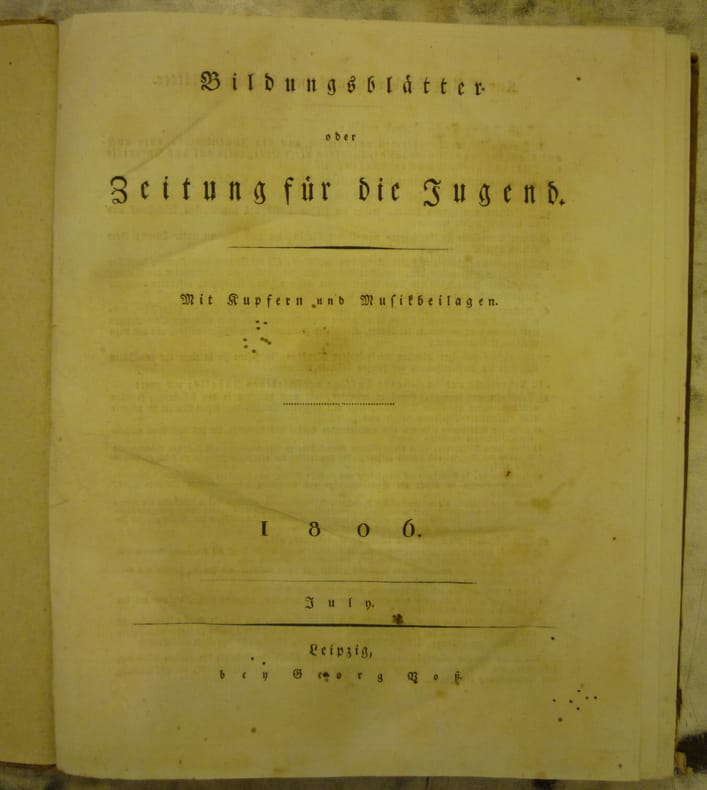 Bildungsblätter
oder
Zeitung für die Jugend.
Mit Kupfern und Musikbeilagen.
1806.
July.
Leipzig,
bey Georg Voß.